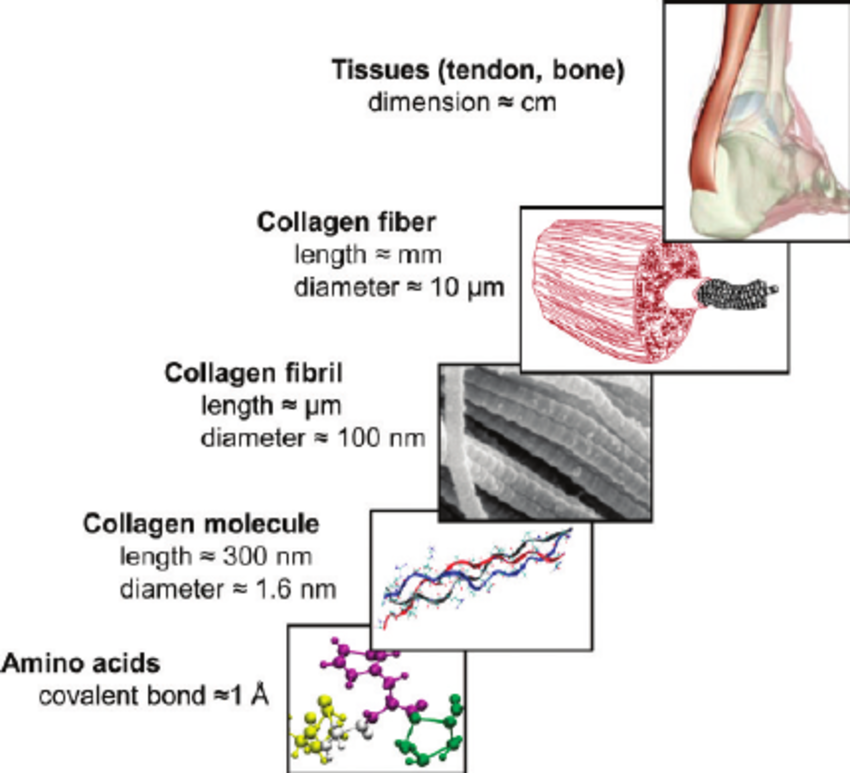 Tissues (tendon, bone)
dimension ≈ cm
Collagen fiber
length ≈ mm
diameter ≈ 10 µm
Collagen fibril
length ≈ µm
diameter ≈ 100 nm
Collagen molecule
length ≈ 300 nm
diameter ≈ 1.6 nm
Amino acids
covalent bond ≈1 Å